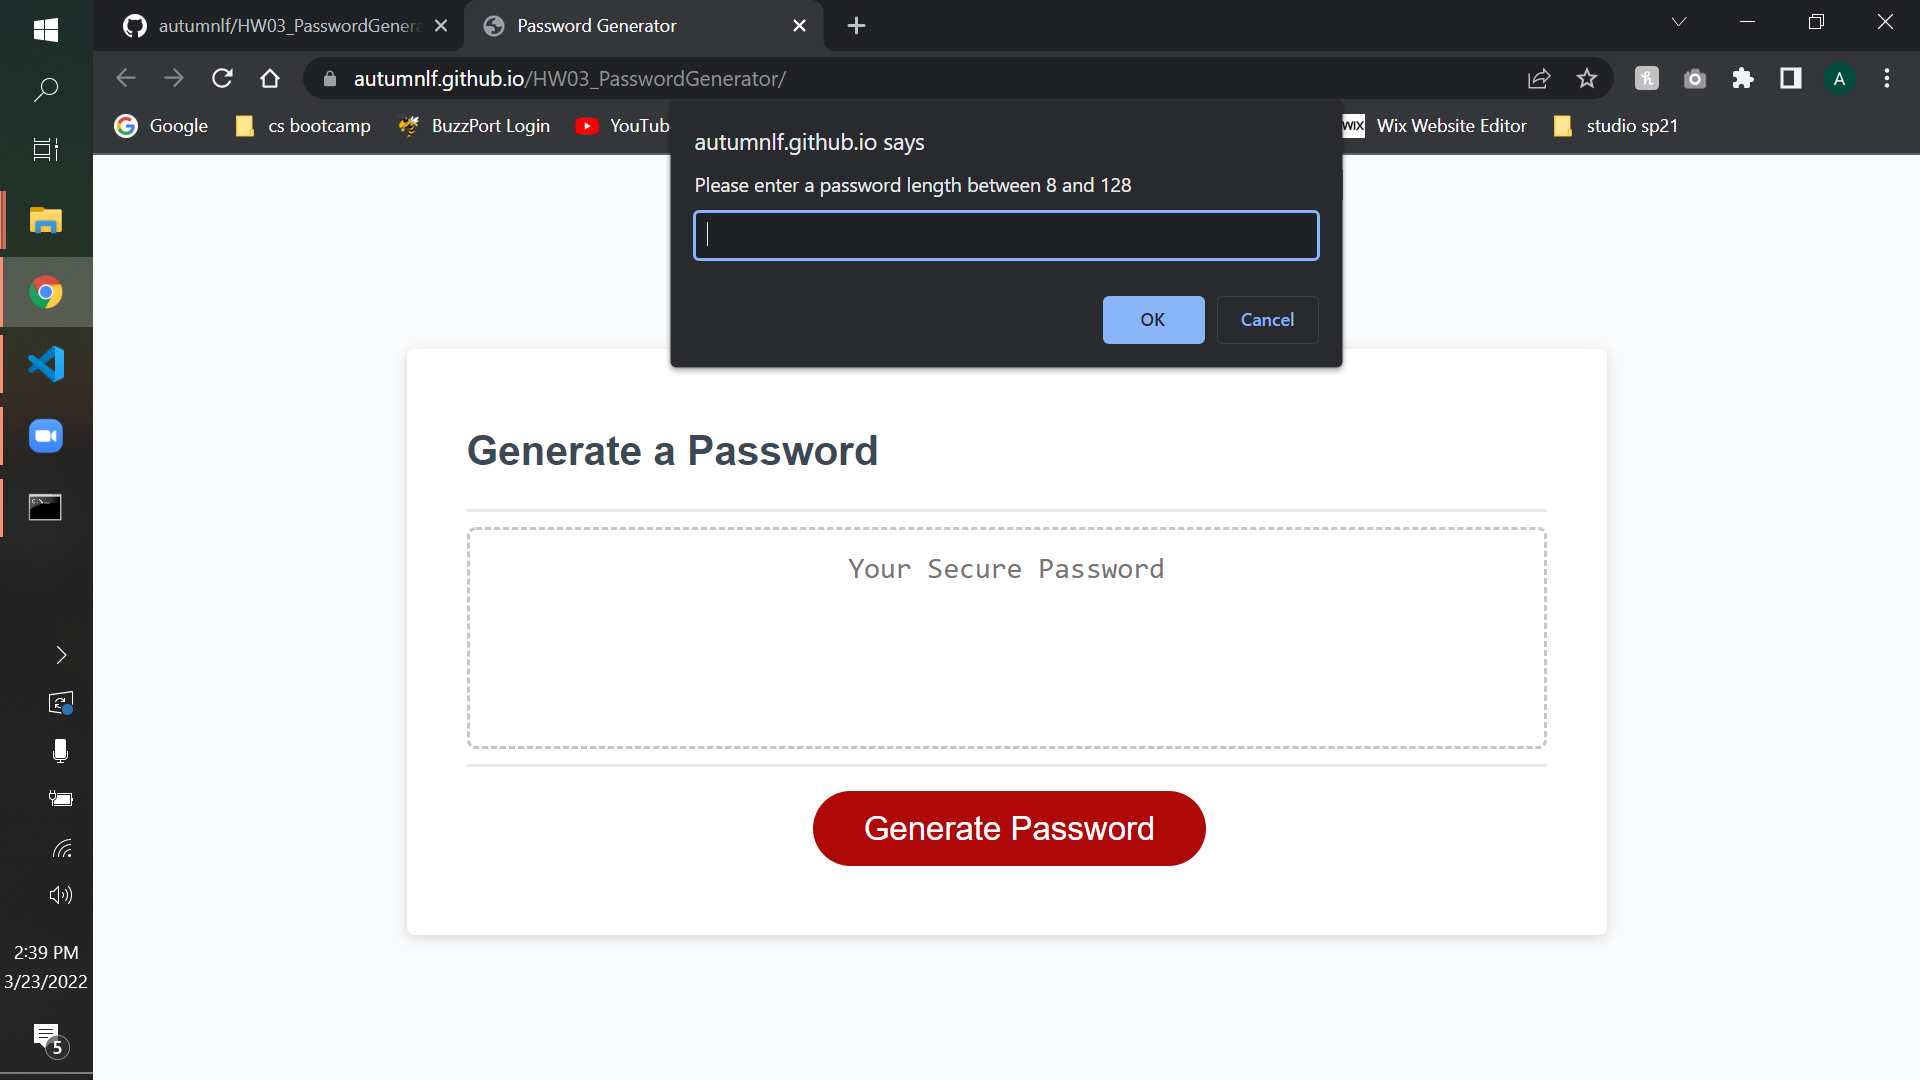 autumnlf/HW03_PasswordGenera
Password Generator
autumnlf.github.io/HW03_PasswordGenerator/
A
Google
cs bootcamp
BuzzPort Login
YouTub
WIX
Wix Website Editor
studio sp21
autumnlf.github.io says
Please enter a password length between 8 and 128
OK
Cancel
Generate a Password
Your Secure Password
Generate Password
2:39 PM
3/23/2022
5